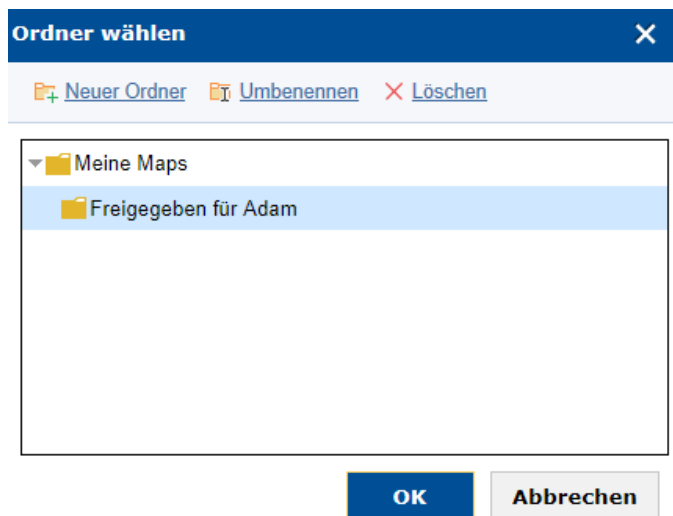 Ordner wählen
Neuer Ordner Umbenennen Löschen
Meine Maps
Freigegeben für Adam
OK Abbrechen